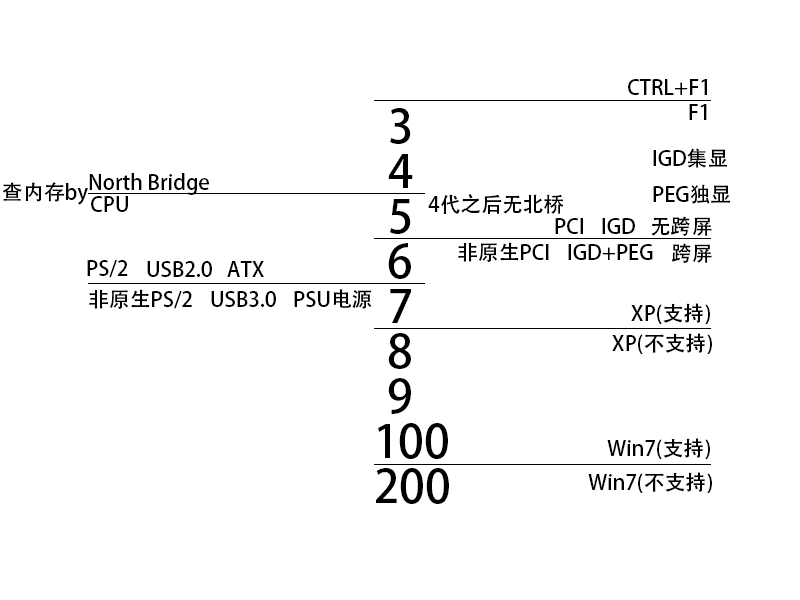 CTRL+F1
F1
3
IGD集显
4
North Bridge
查内存by
CPU
PEG独显
4代之后无北桥
5
PCI IGD 无跨屏
非原生PCI IGD+PEG 跨屏
6
PS/2 USB2.0 ATX
非原生PS/2 USB3.0 PSU电源
7
XP(支持)
XP(不支持)
8
9
100
Win7(支持)
Win7(不支持)
200